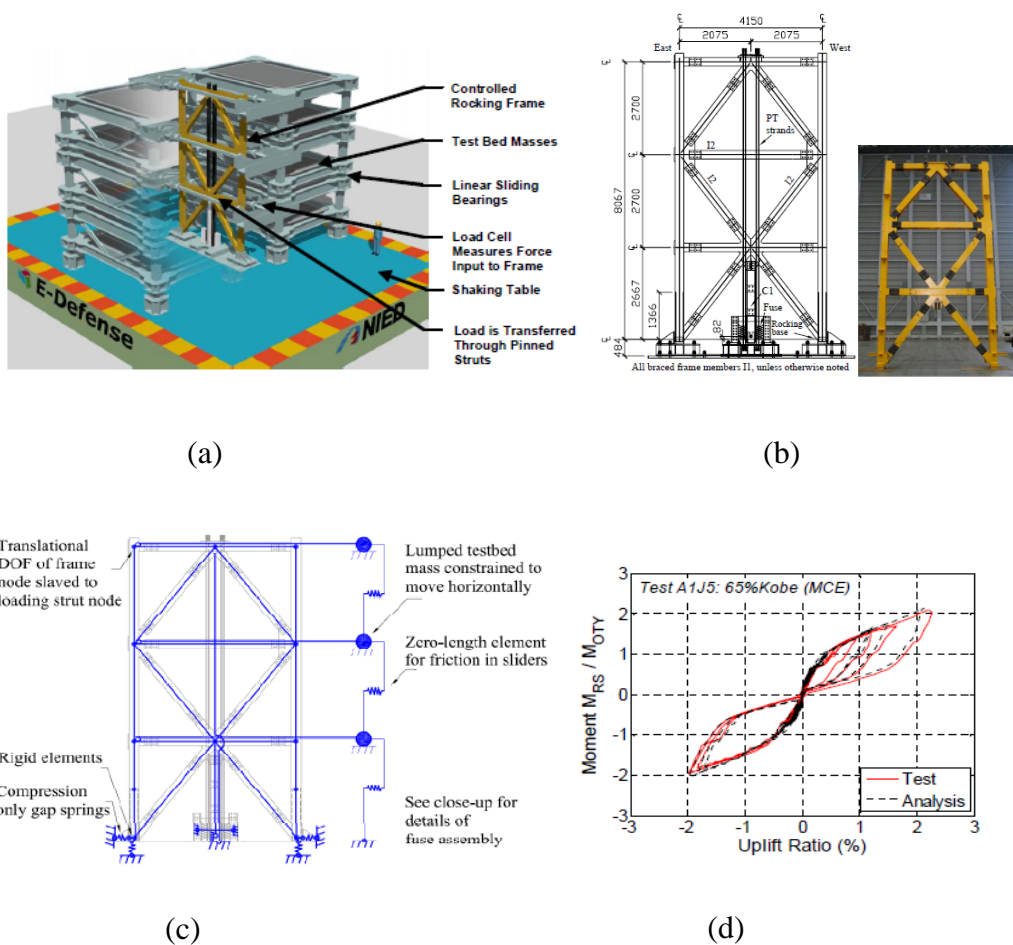 Controlled
Rocking Frame
Test Bed Masses
Linear Sliding
Bearings
Load Cell
Measures Force
Input to Frame
Shaking Table
Load is Transferred
Through Pinned
Struts
E-Defense
NIED
(a)
℄
4150
℄
2075
2075
East
West
℄
2700
PT
strands
I2
℄
8067
2700
I2
I2
℄
2667
1366
C1
Fuse
82
Rocking
base
℄
484
All braced frame members I1, unless otherwise noted
(b)
Translational
DOF of frame
node slaved to
loading strut node
Lumped testbed
mass constrained to
move horizontally
Zero-length element
for friction in sliders
Rigid elements
Compression
only gap springs
See close-up for
details of
fuse assembly
(c)
3
Test A1J5: 65%Kobe (MCE)
2
1
0
-1
-2
-3
Moment M_RS / M_OTY
Test
Analysis
-3 -2 -1 0 1 2 3
Uplift Ratio (%)
(d)